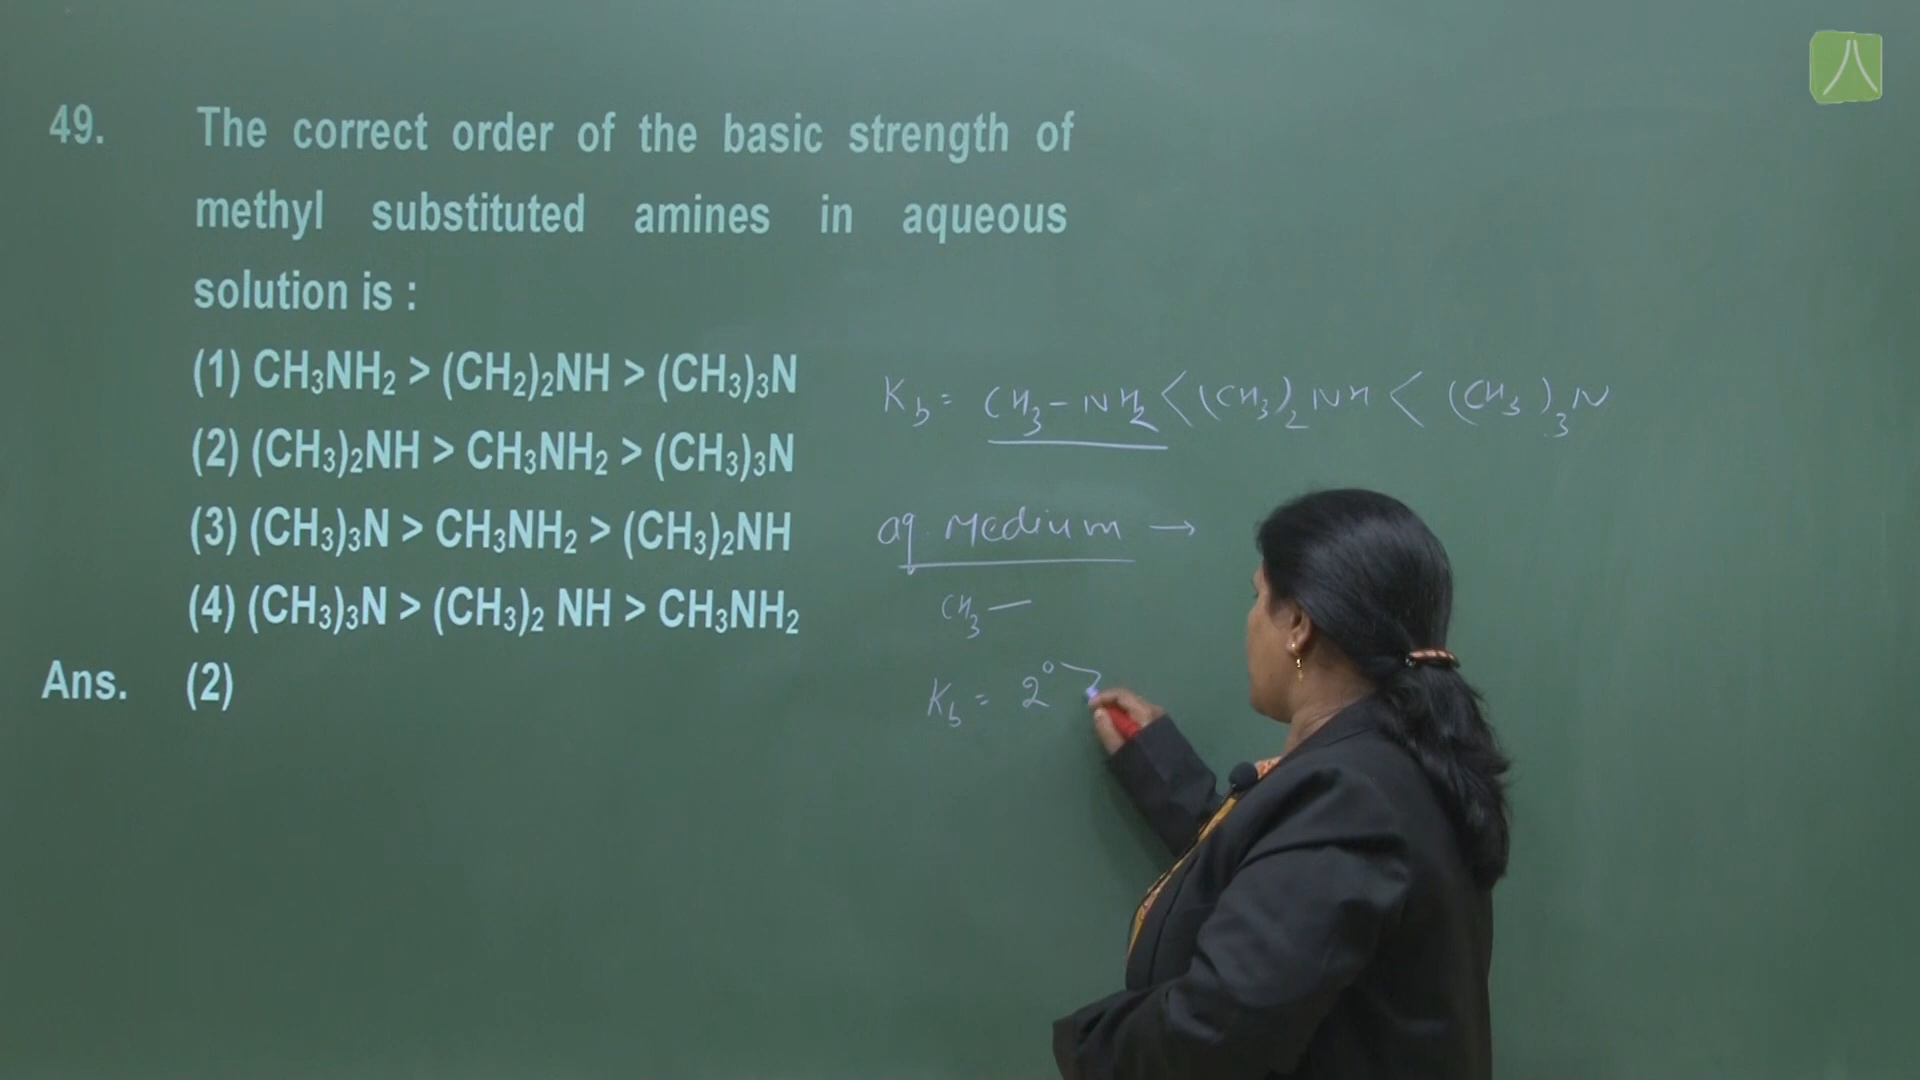 49. The correct order of the basic strength of
methyl substituted amines in aqueous
solution is :
(1) CH₃NH₂ > (CH₂)₂NH > (CH₃)₃N
(2) (CH₃)₂NH > CH₃NH₂ > (CH₃)₃N
(3) (CH₃)₃N > CH₃NH₂ > (CH₃)₂NH
(4) (CH₃)₃N > (CH₃)₂ NH > CH₃NH₂
Ans. (2)
K_b = CH₃-NH₂ < (CH₃)₂NH < (CH₃)₃N
aq. medium →
CH₃ —
K_b = 2° >